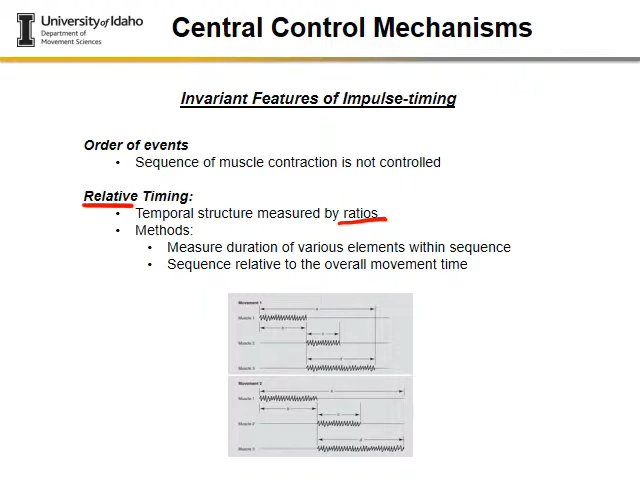 University of Idaho
Department of
Movement Sciences
Central Control Mechanisms
Invariant Features of Impulse-timing
Order of events
• Sequence of muscle contraction is not controlled
Relative Timing:
• Temporal structure measured by ratios
• Methods:
• Measure duration of various elements within sequence
• Sequence relative to the overall movement time
Movement 1
Muscle 1
Muscle 2
Muscle 3
Movement 2
Muscle 1
Muscle 2
Muscle 3